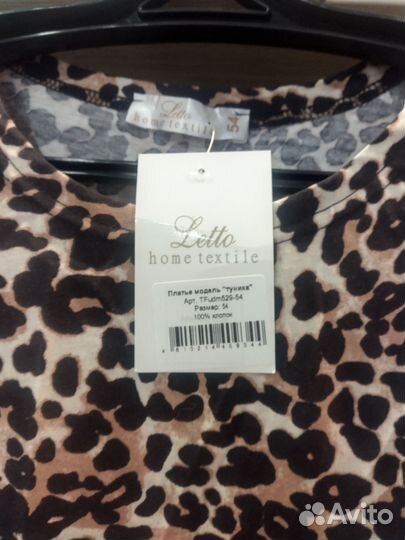 Letto
home textile
54
Letto
home textile
Платье модель "туника"
Арт. TFudm529-54
Размер: 54
100% хлопок
Avito